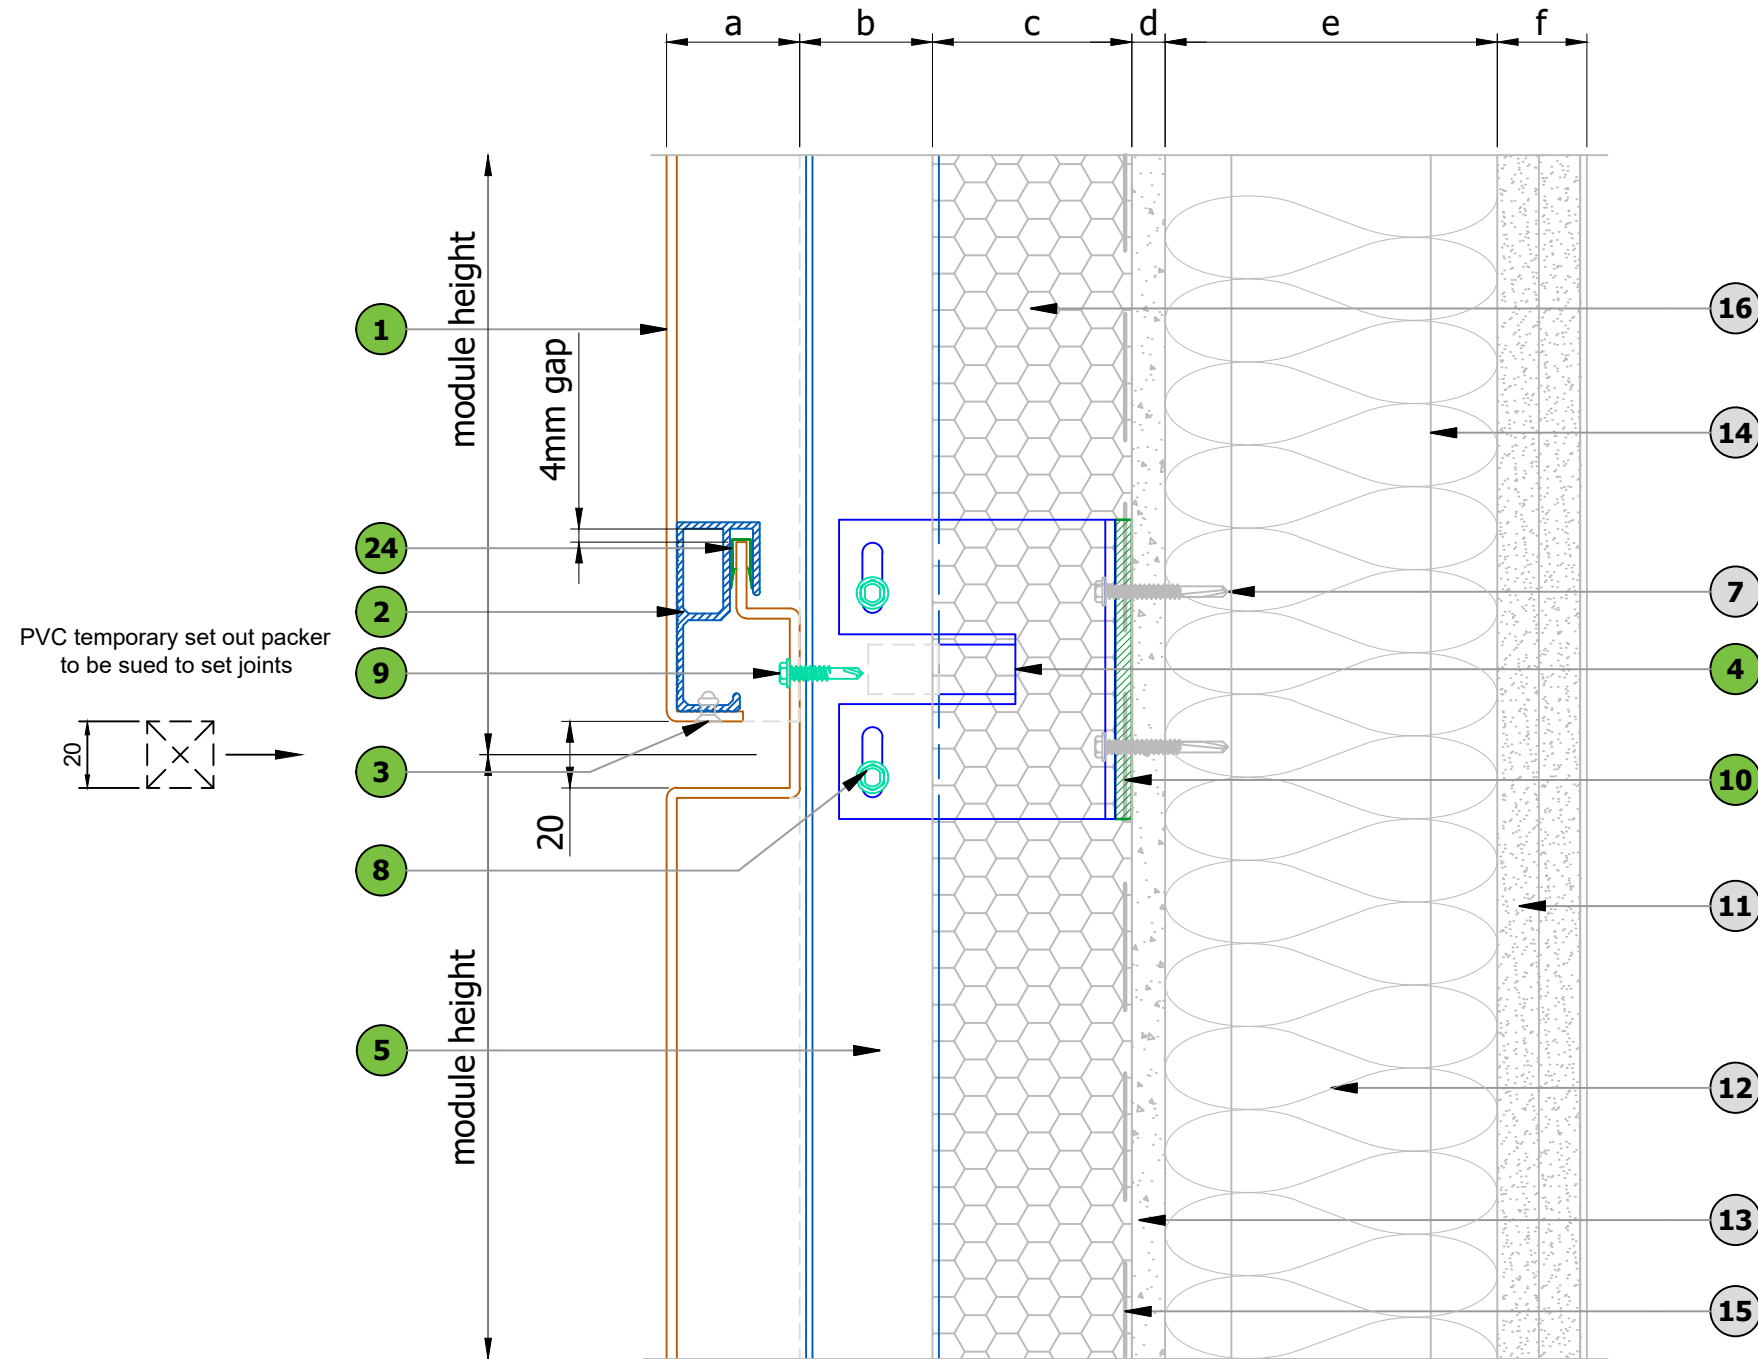 a
b
c
d
e
f
module height
4mm gap
1
24
2
PVC temporary set out packer
to be sued to set joints
9
20
3
20
8
5
module height
16
14
7
4
10
11
12
13
15